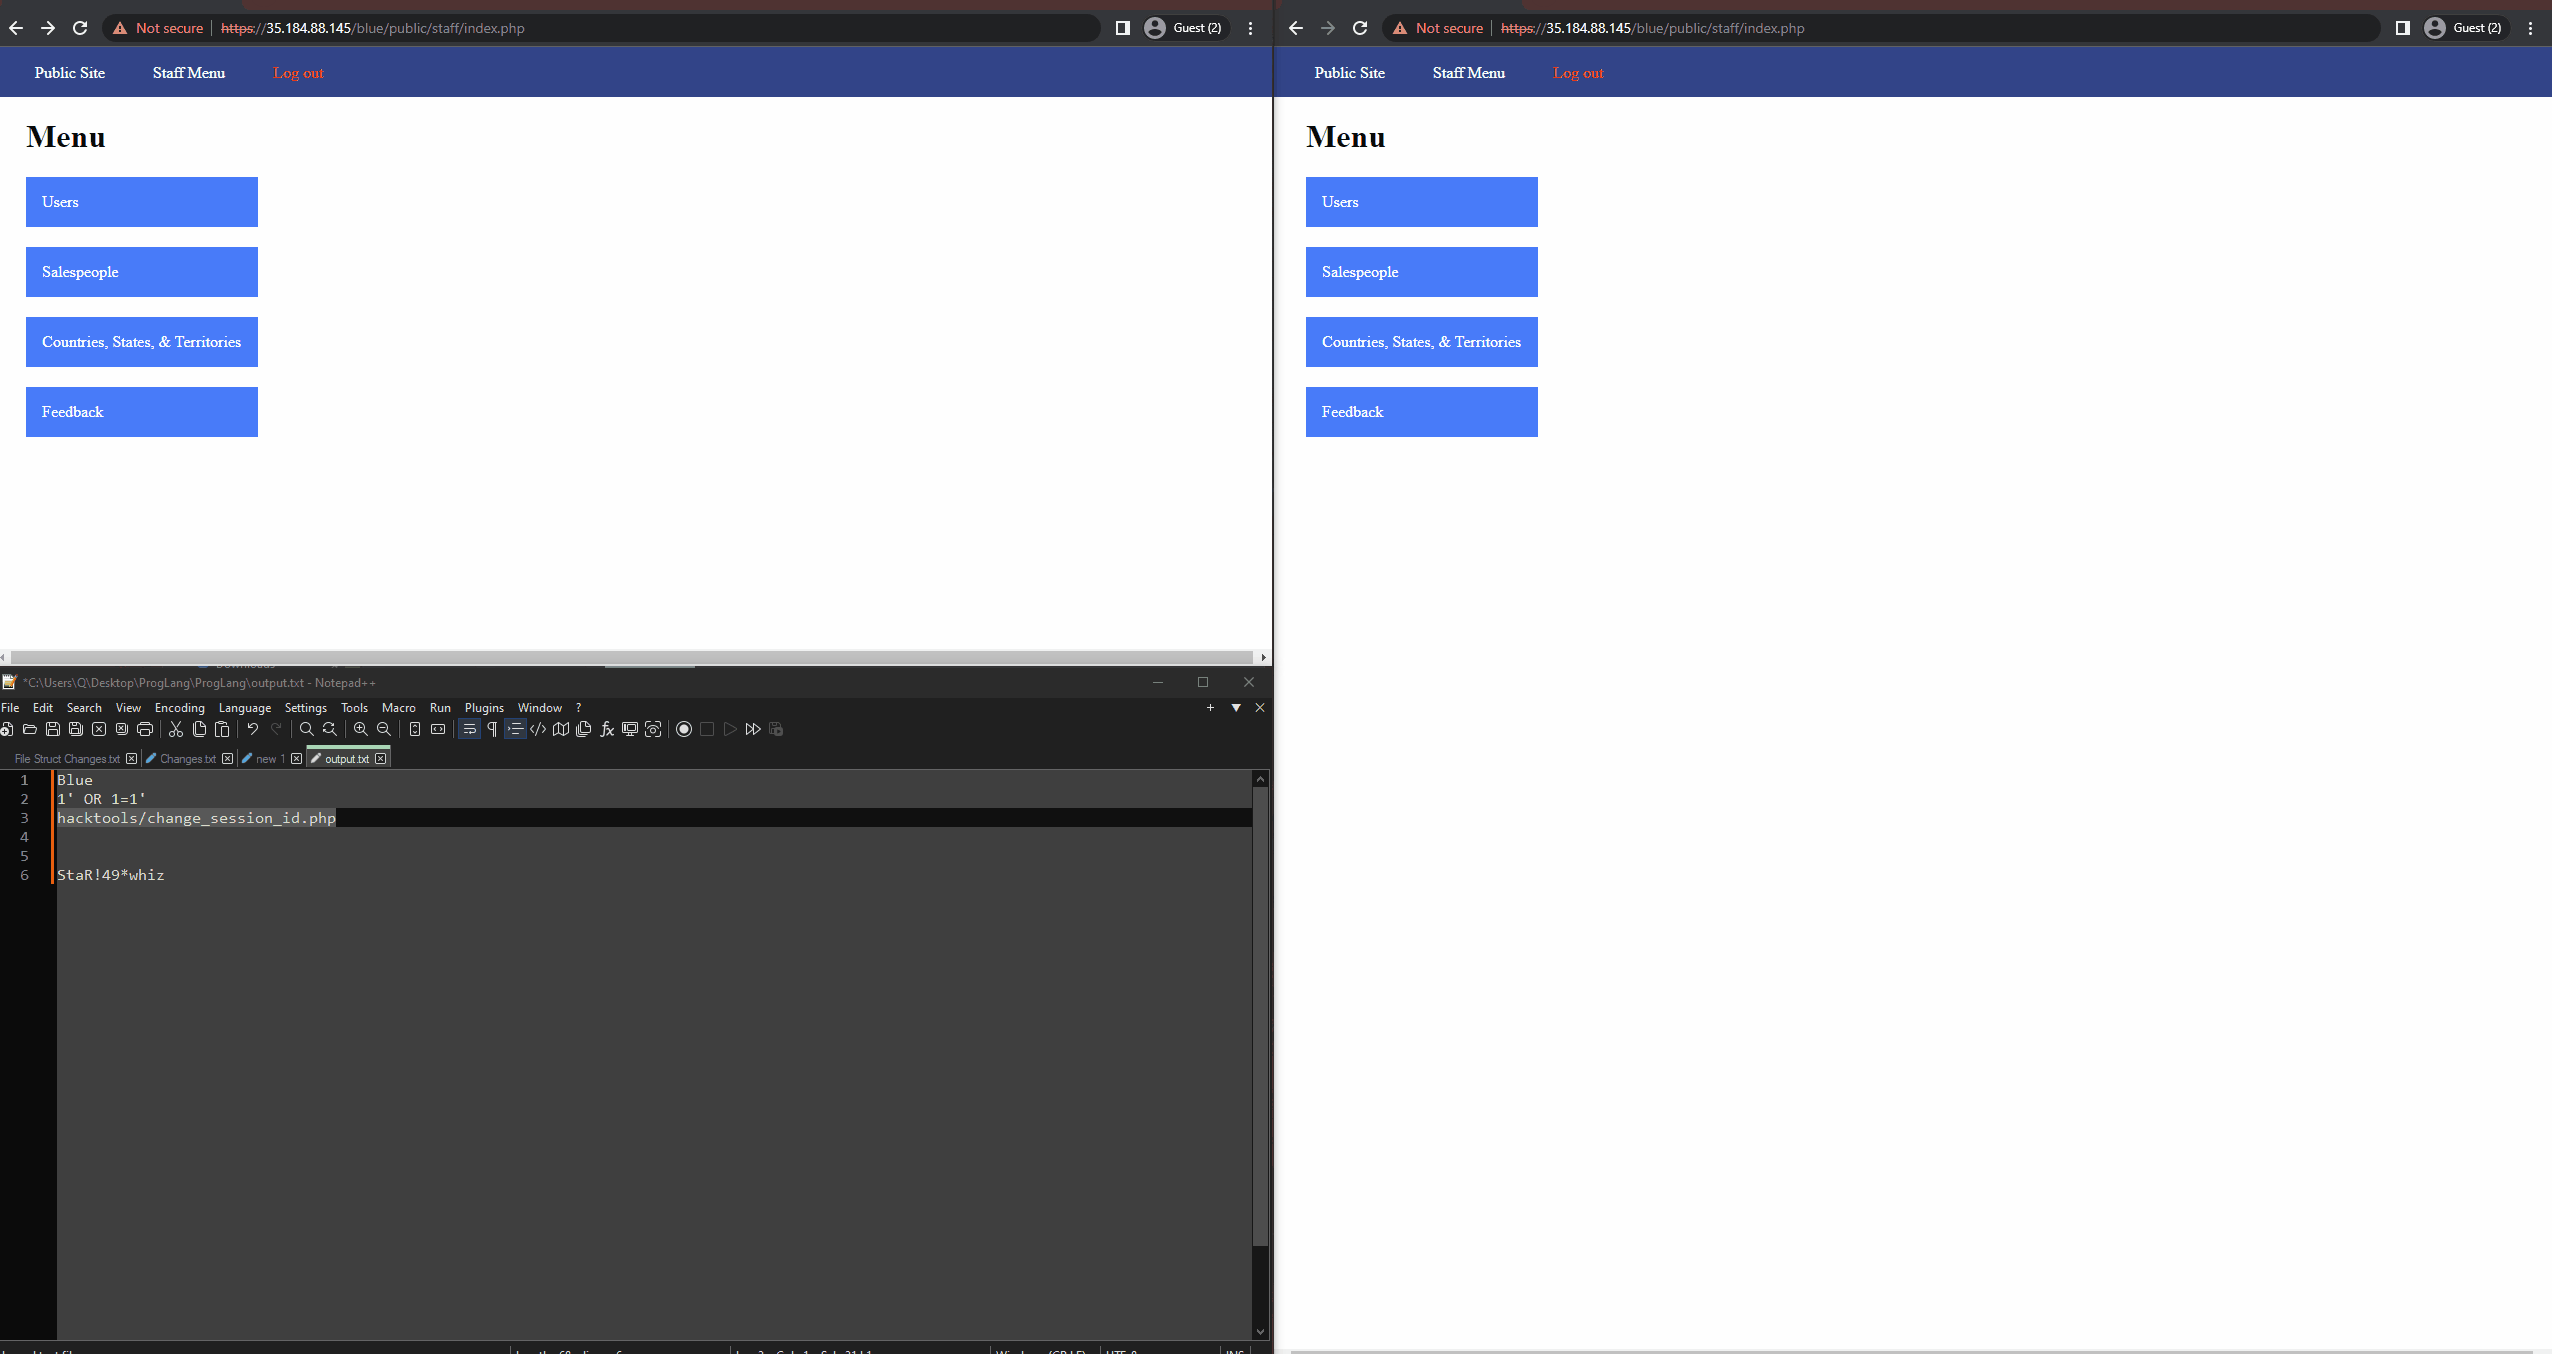 Not secure https://35.184.88.145/blue/public/staff/index.php Guest (2)
Public Site Staff Menu Log out
Menu
Users
Salespeople
Countries, States, & Territories
Feedback
*C:\Users\Q\Desktop\ProgLang\ProgLang\output.txt - Notepad++
File Edit Search View Encoding Language Settings Tools Macro Run Plugins Window ?
File Struct Changes.txt Changes.txt new 1 output.txt
1 Blue
2 1' OR 1=1'
3 hacktools/change_session_id.php
4
5
6 StaR!49*whiz
Not secure https://35.184.88.145/blue/public/staff/index.php Guest (2)
Public Site Staff Menu Log out
Menu
Users
Salespeople
Countries, States, & Territories
Feedback